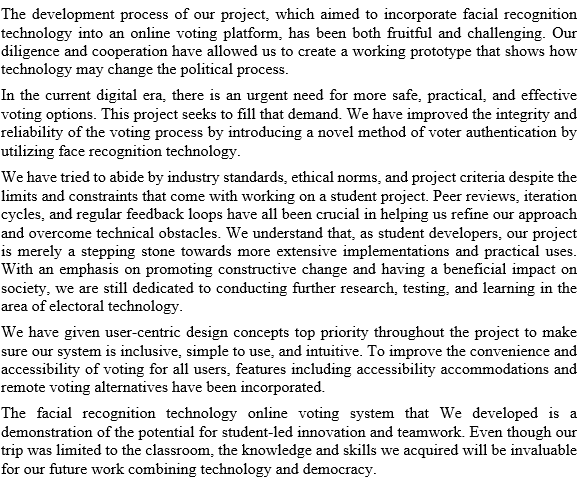 The development process of our project, which aimed to incorporate facial recognition
technology into an online voting platform, has been both fruitful and challenging. Our
diligence and cooperation have allowed us to create a working prototype that shows how
technology may change the political process.
In the current digital era, there is an urgent need for more safe, practical, and effective
voting options. This project seeks to fill that demand. We have improved the integrity and
reliability of the voting process by introducing a novel method of voter authentication by
utilizing face recognition technology.
We have tried to abide by industry standards, ethical norms, and project criteria despite the
limits and constraints that come with working on a student project. Peer reviews, iteration
cycles, and regular feedback loops have all been crucial in helping us refine our approach
and overcome technical obstacles. We understand that, as student developers, our project
is merely a stepping stone towards more extensive implementations and practical uses.
With an emphasis on promoting constructive change and having a beneficial impact on
society, we are still dedicated to conducting further research, testing, and learning in the
area of electoral technology.
We have given user-centric design concepts top priority throughout the project to make
sure our system is inclusive, simple to use, and intuitive. To improve the convenience and
accessibility of voting for all users, features including accessibility accommodations and
remote voting alternatives have been incorporated.
The facial recognition technology online voting system that We developed is a
demonstration of the potential for student-led innovation and teamwork. Even though our
trip was limited to the classroom, the knowledge and skills we acquired will be invaluable
for our future work combining technology and democracy.